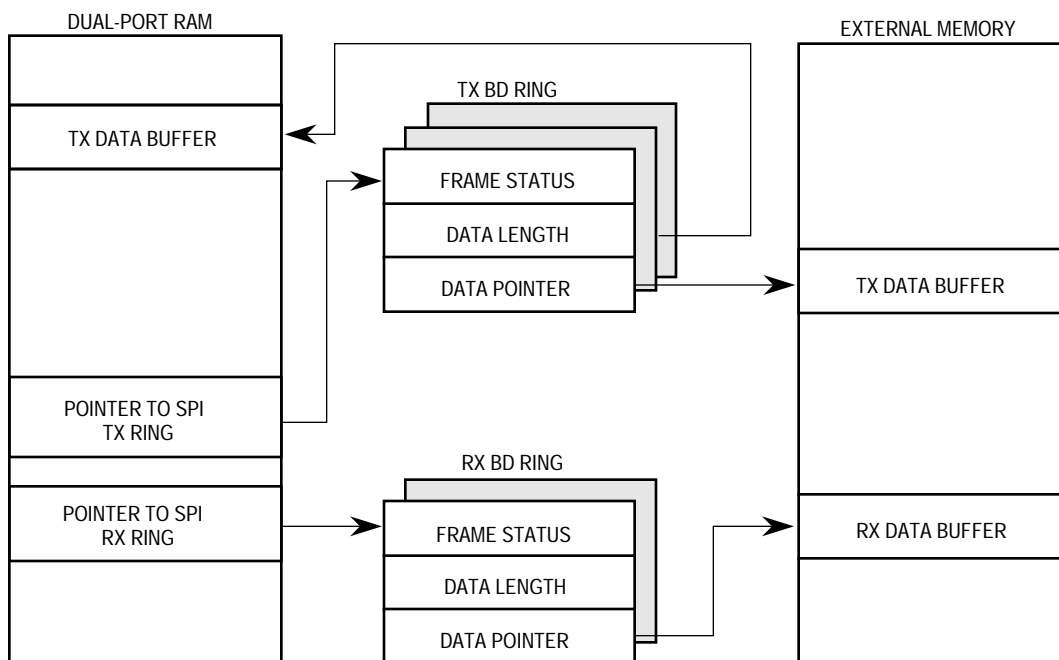 DUAL-PORT RAM
TX DATA BUFFER
POINTER TO SPI
TX RING
POINTER TO SPI
RX RING
TX BD RING
FRAME STATUS
DATA LENGTH
DATA POINTER
RX BD RING
FRAME STATUS
DATA LENGTH
DATA POINTER
EXTERNAL MEMORY
TX DATA BUFFER
RX DATA BUFFER